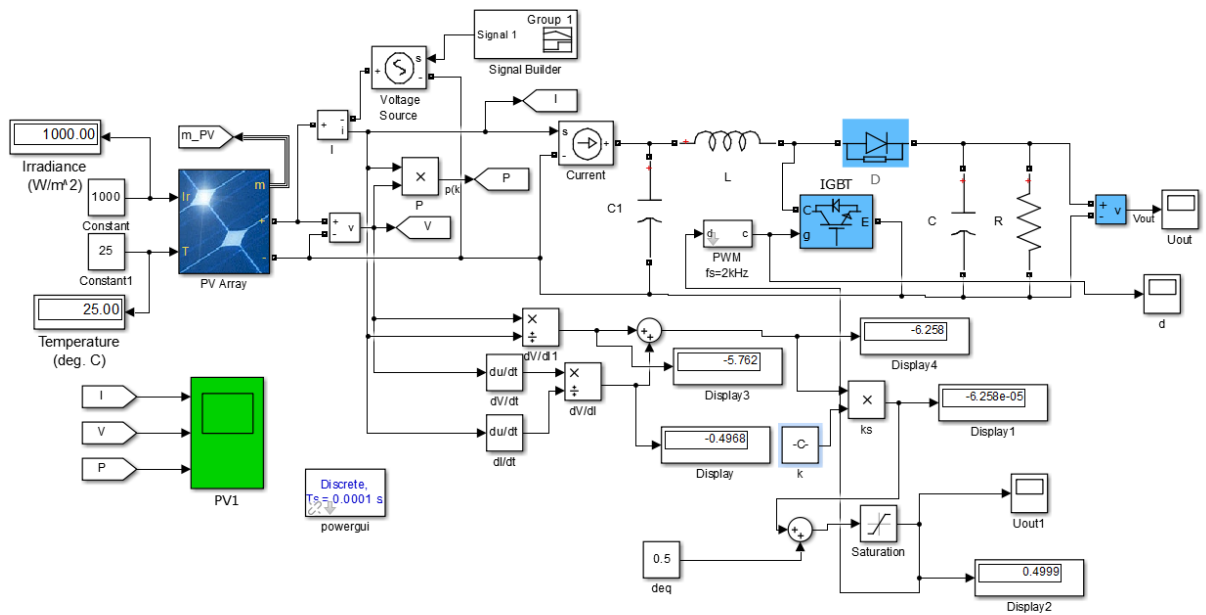 Group 1
Signal 1
Signal Builder
s
+
-
Voltage
Source
I
m_PV
1000.00
Irradiance
(W/m^2)
+
-
i
I
s
+
-
Current
L
D
IGBT
1000
Constant
Ir
m
×
P
p(k
P
C1
C
E
g
C
R
+
-
v
Vout
Uout
25
Constant1
T
+
-
PV Array
+
-
v
V
d
c
PWM
fs=2kHz
25.00
Temperature
(deg. C)
d
×
÷
dV/dI1
+
+
-6.258
Display4
-5.762
Display3
du/dt
dV/dt
×
÷
dV/dI
I
V
P
PV1
×
ks
-6.258e-05
Display1
du/dt
dI/dt
-0.4968
Display
-C-
k
Discrete,
Ts = 0.0001 s
powergui
+
+
Saturation
Uout1
0.5
deq
0.4999
Display2